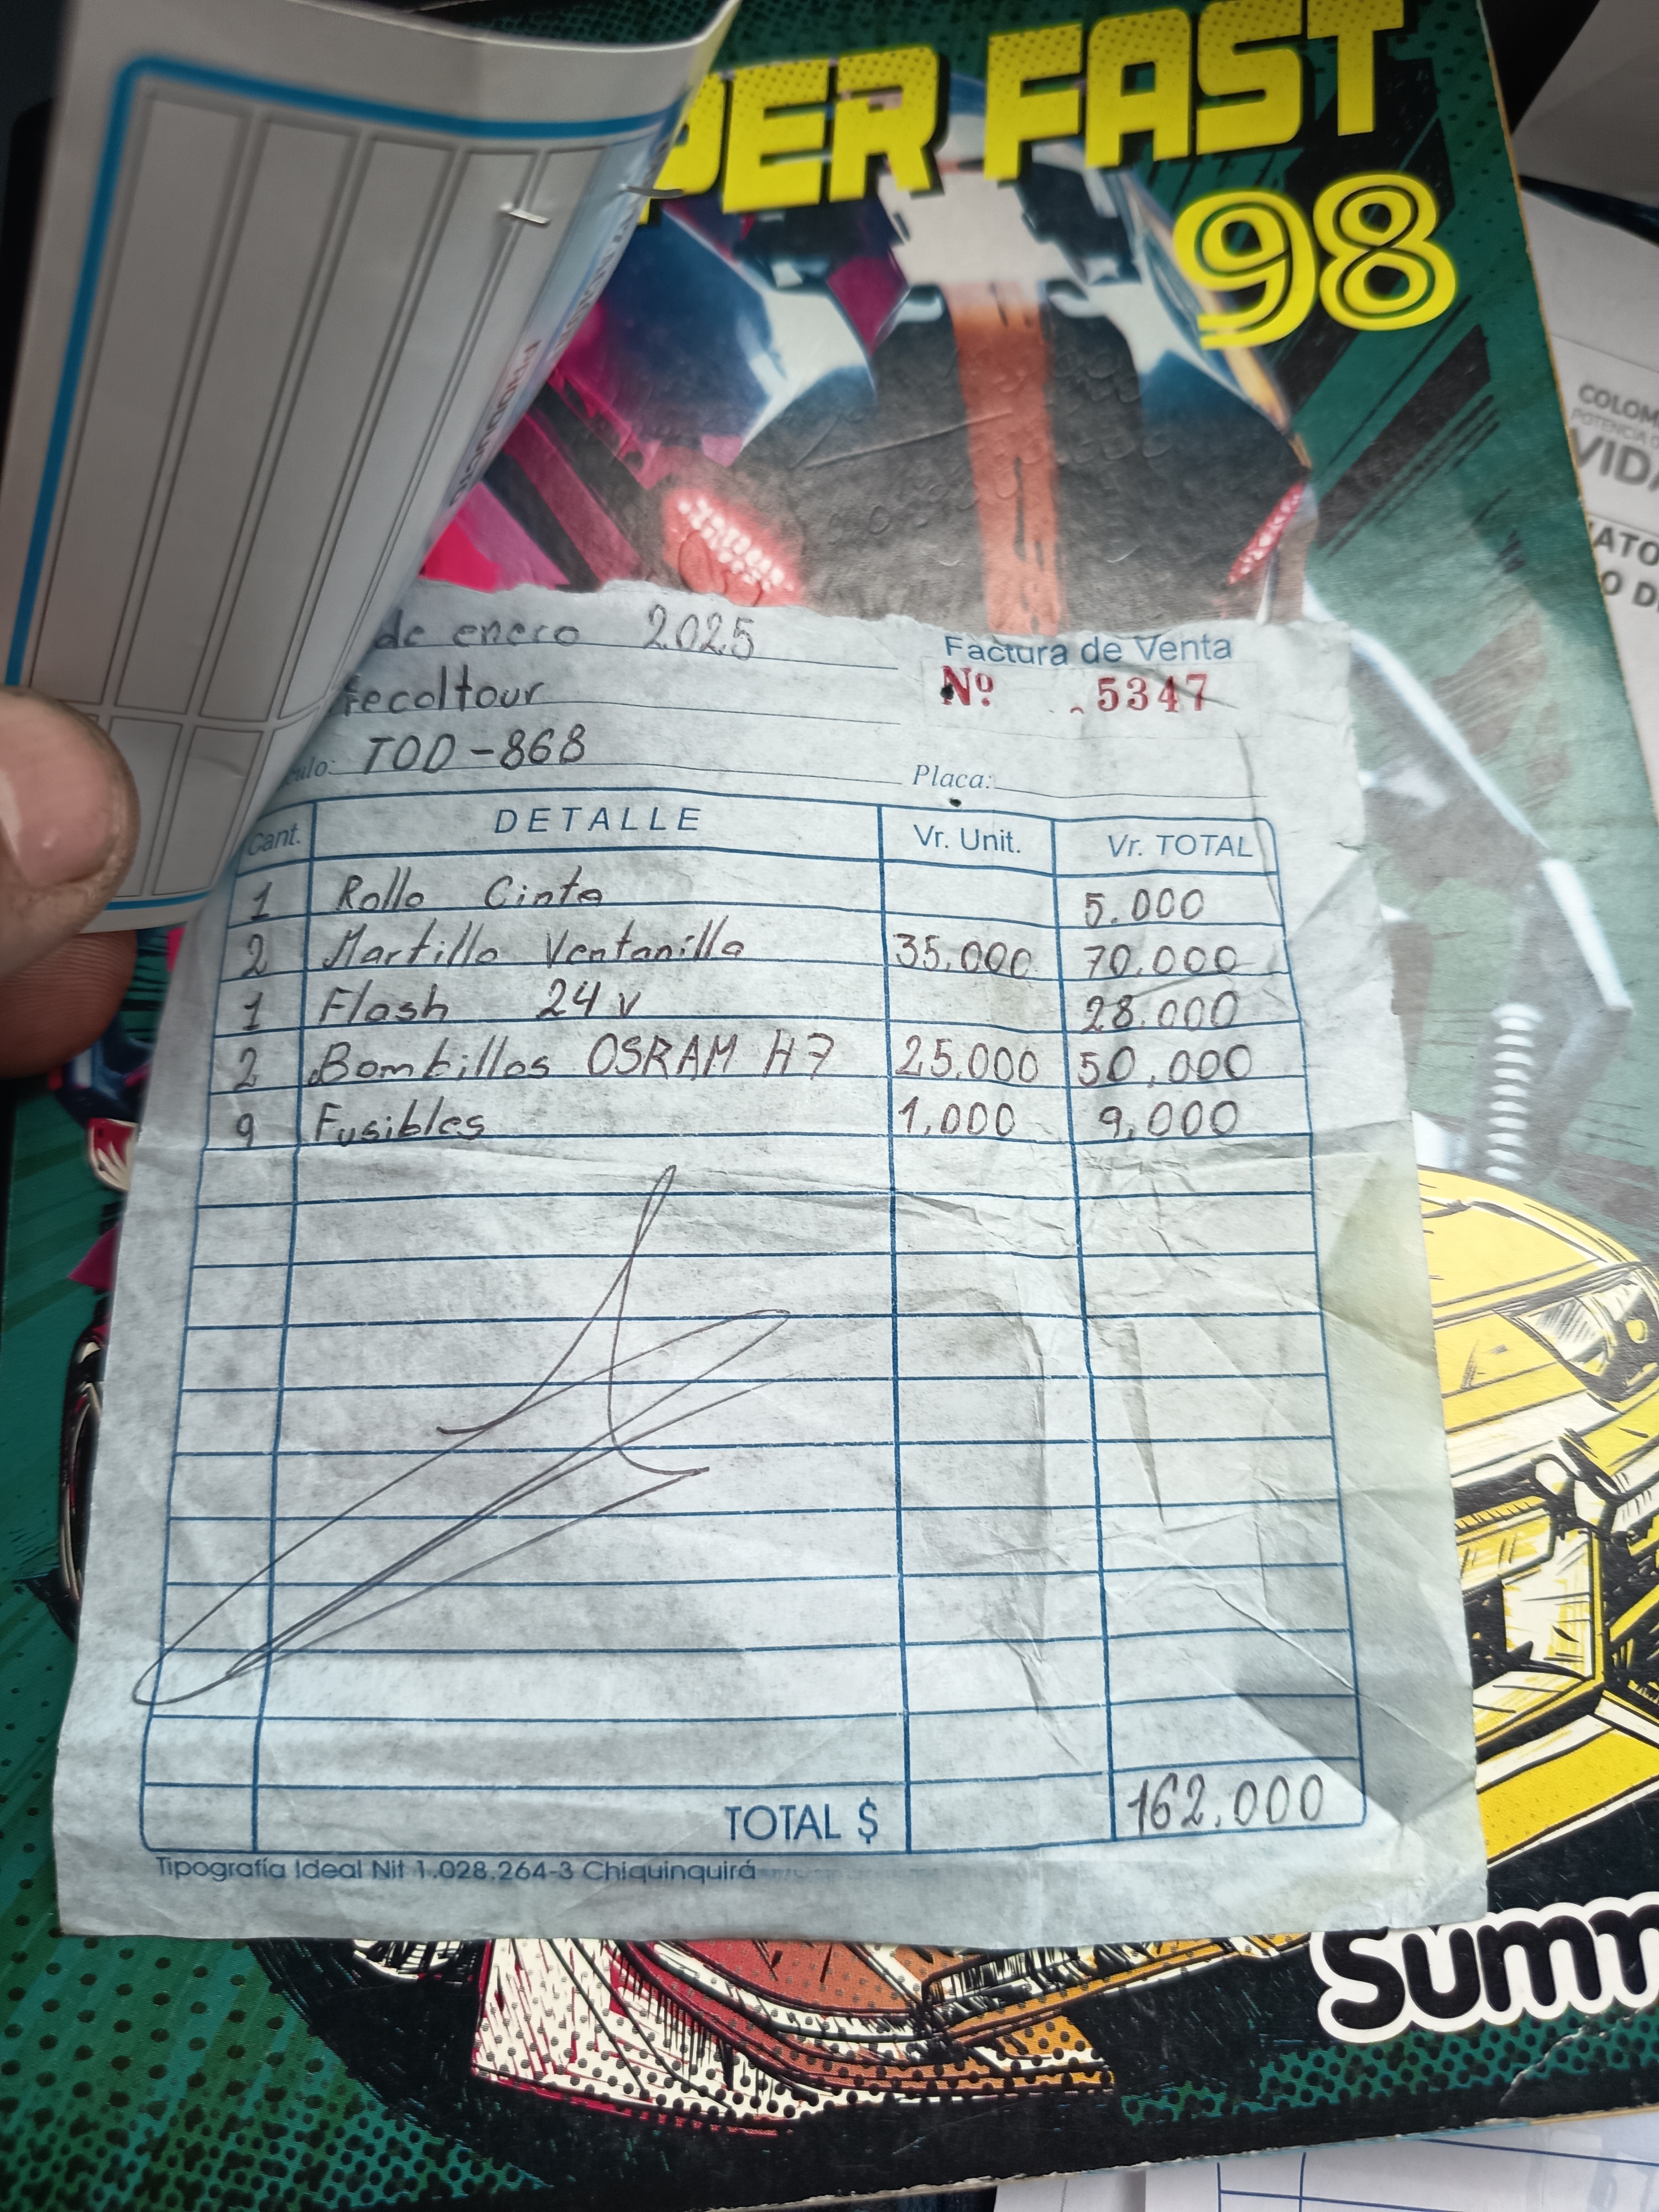 PER FAST
98
COLOM
POTENCIA D
VIDA
de enero 2025
Factura de Venta
Nº 5347
fecoltour
TOD-868
Placa:
Cant. DETALLE Vr. Unit. Vr. TOTAL
1 Rollo Cinta 5.000
2 Martillo Ventanilla 35.000 70.000
1 Flash 24 v 28.000
2 Bombillos OSRAM H7 25.000 50.000
9 Fusibles 1.000 9.000
TOTAL $ 162.000
Tipografía Ideal Nit 1.028.264-3 Chiquinquirá
Summ